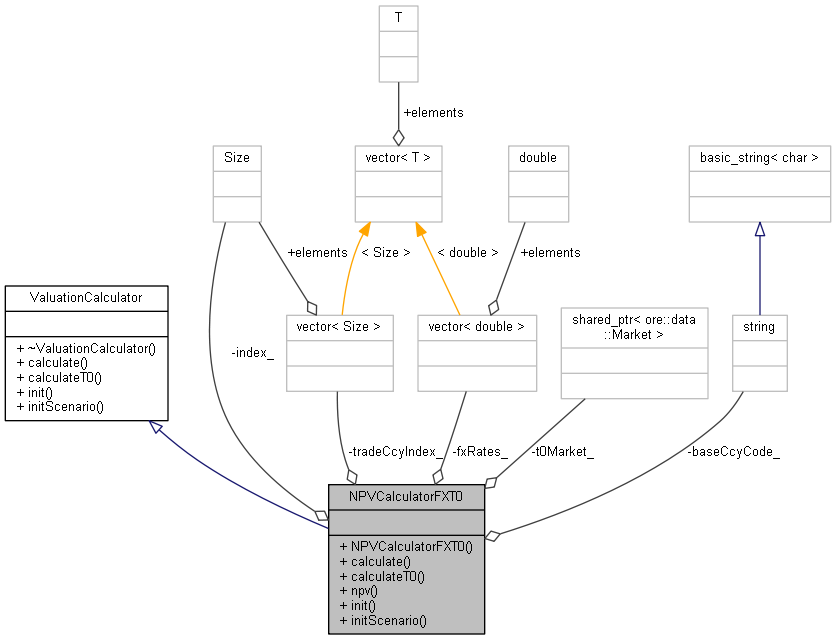 T
+elements
Size
vector< T >
double
basic_string< char >
+elements
< Size >
< double >
+elements
ValuationCalculator
+ ~ValuationCalculator()
+ calculate()
+ calculateT0()
+ init()
+ initScenario()
vector< Size >
vector< double >
shared_ptr< ore::data
::Market >
string
-index_
-tradeCcyIndex_
-fxRates_
-t0Market_
-baseCcyCode_
NPVCalculatorFXT0
+ NPVCalculatorFXT0()
+ calculate()
+ calculateT0()
+ npv()
+ init()
+ initScenario()